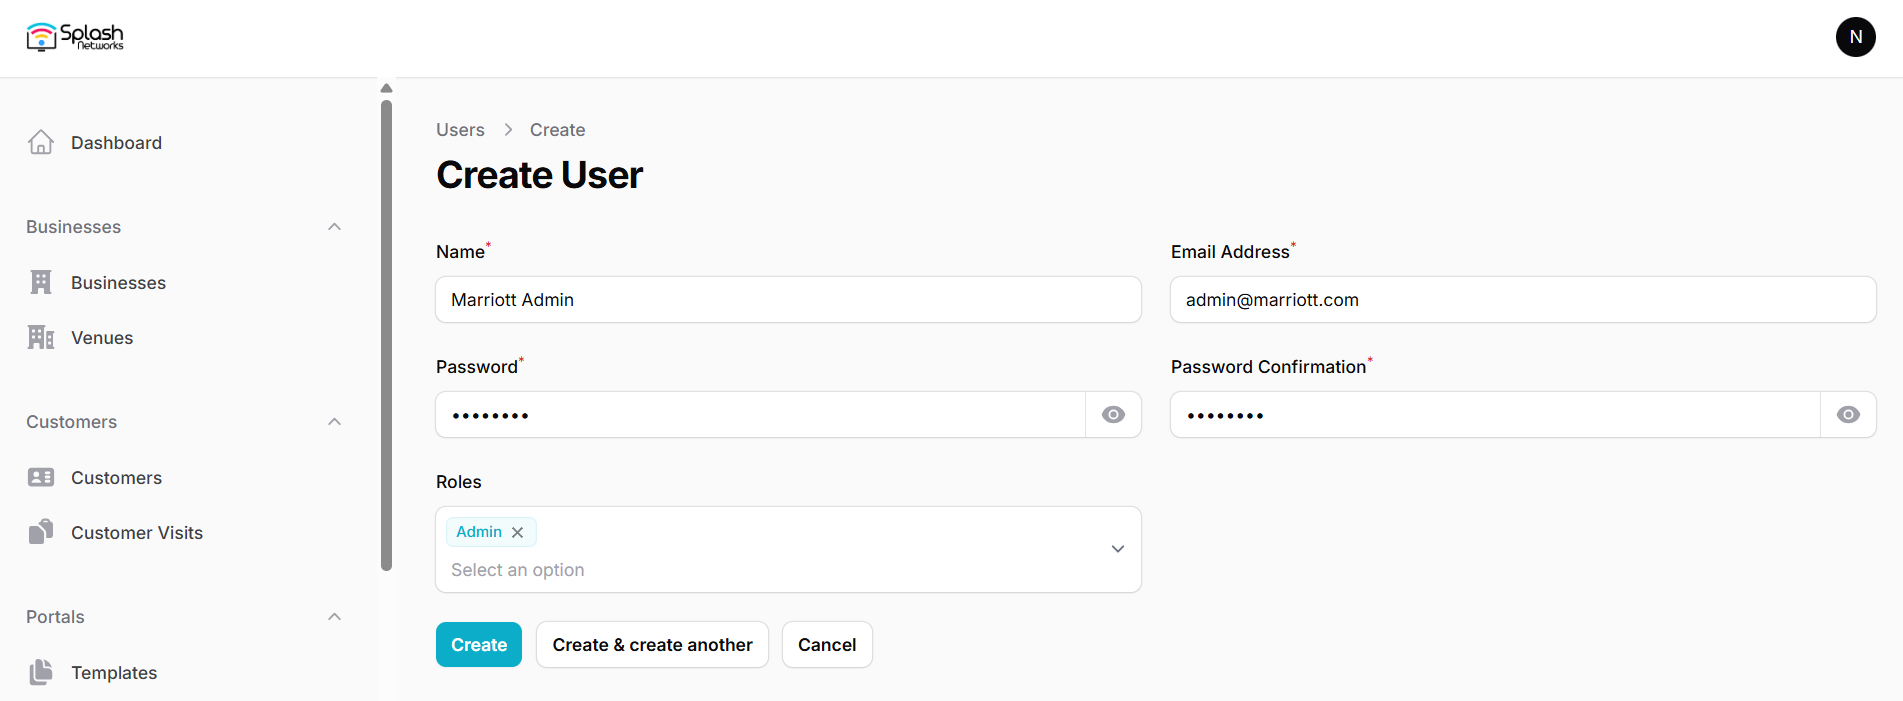 Splash
Networks
N
Dashboard
Businesses
Businesses
Venues
Customers
Customers
Customer Visits
Portals
Templates
Users > Create
Create User
Name*
Email Address*
Marriott Admin
admin@marriott.com
Password*
Password Confirmation*
••••••••
••••••••
Roles
Admin ×
Select an option
Create
Create & create another
Cancel